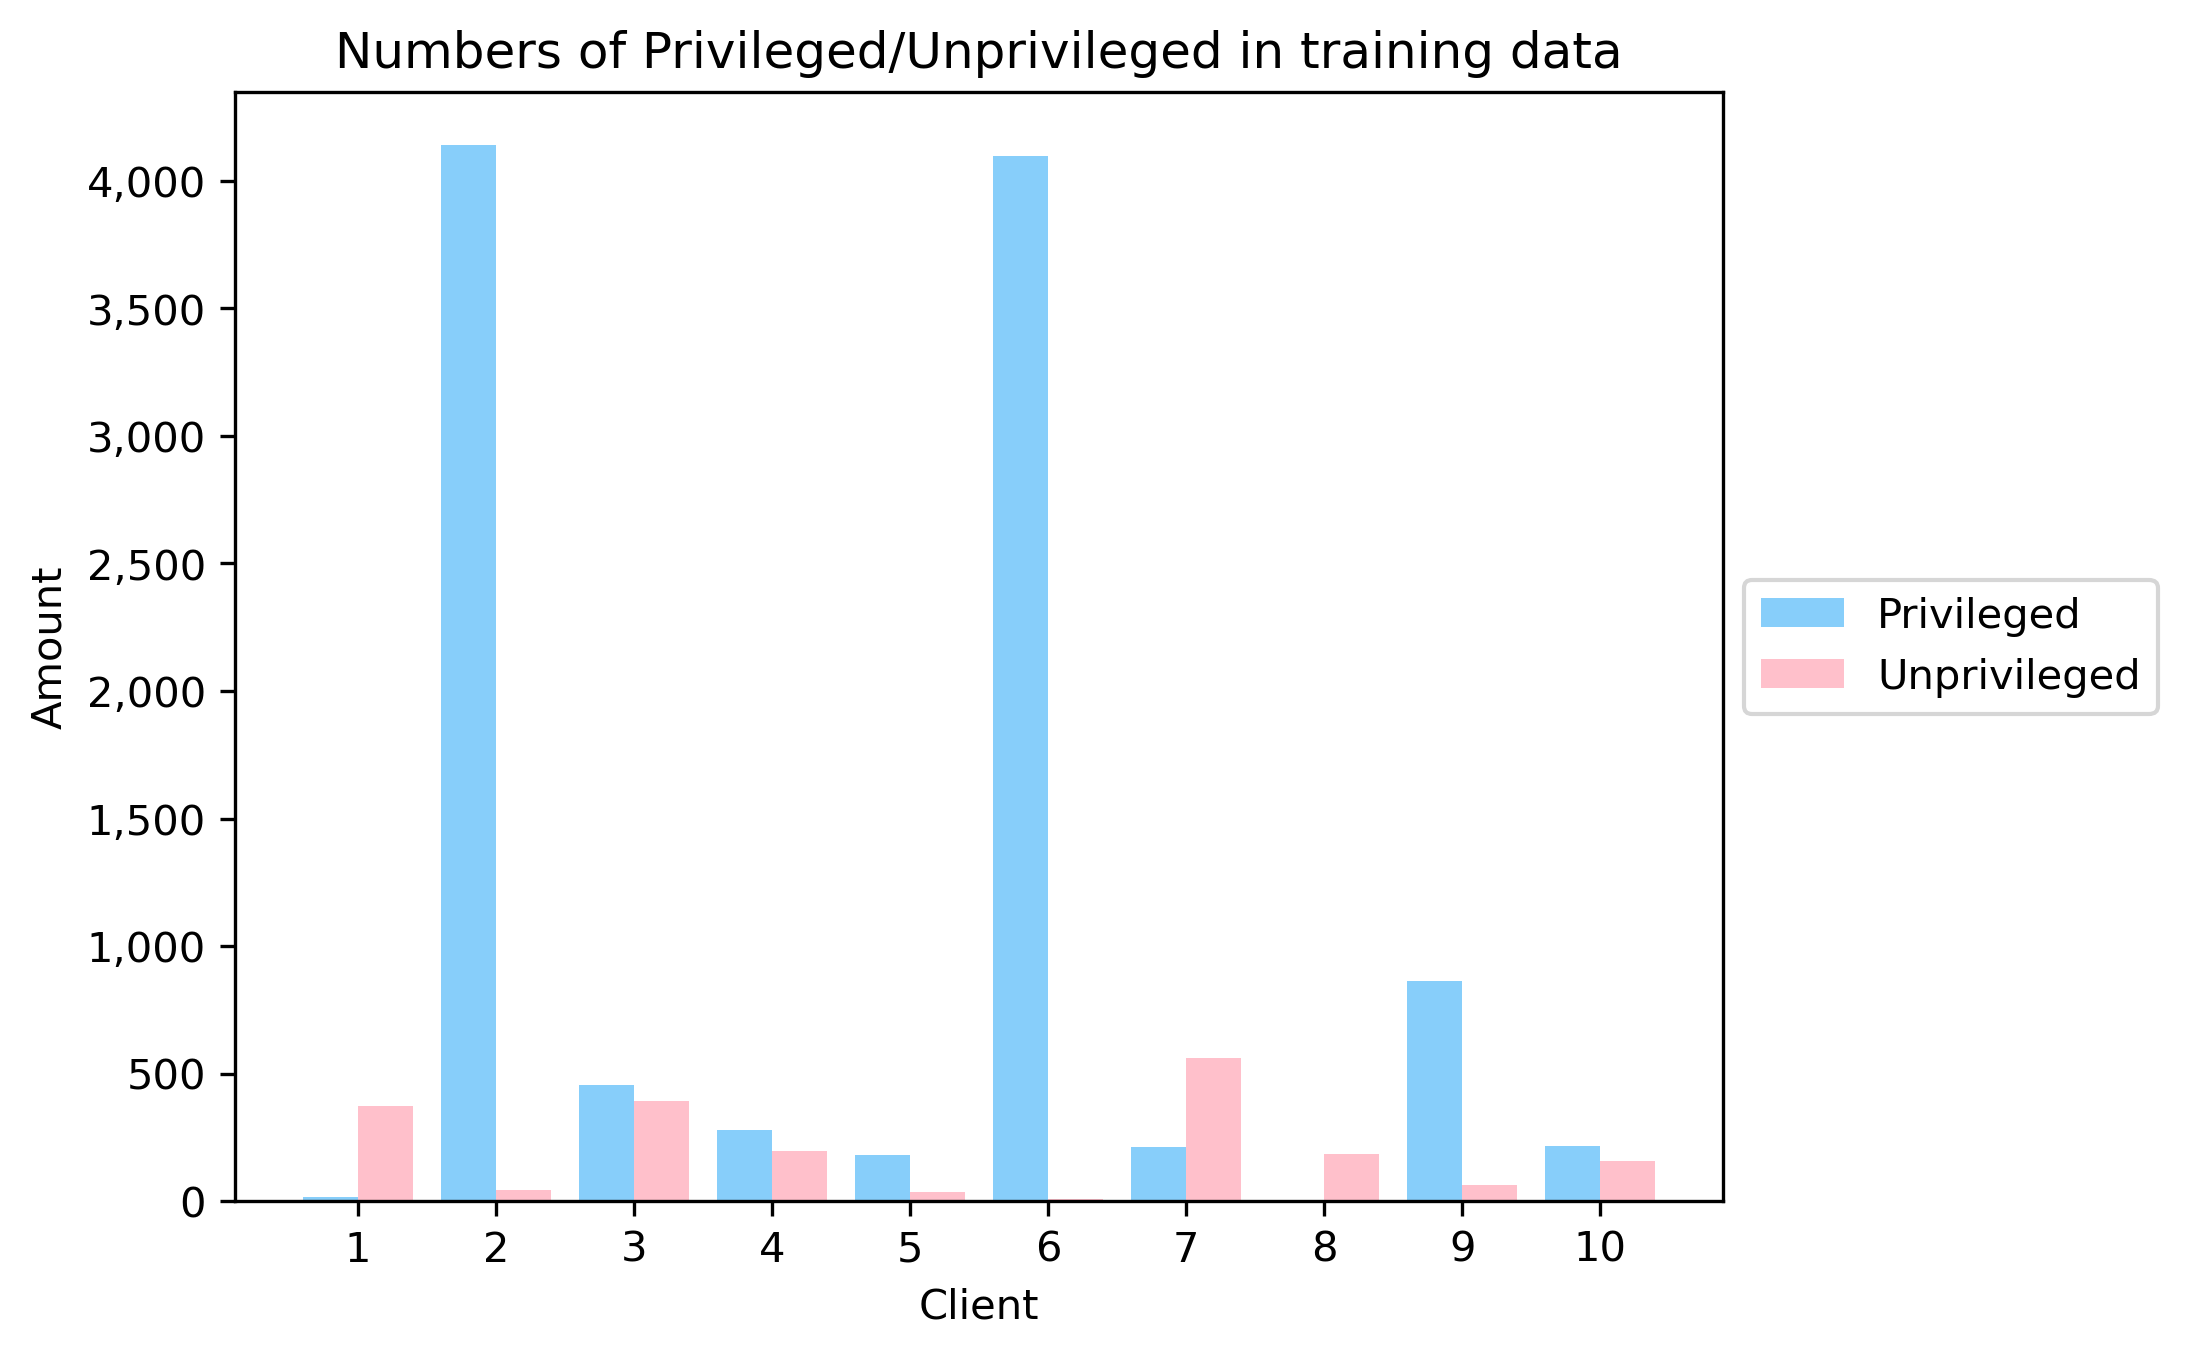 Numbers of Privileged/Unprivileged in training data
4,000
3,500
3,000
2,500
2,000
1,500
1,000
500
0
Amount
1 2 3 4 5 6 7 8 9 10
Client
Privileged
Unprivileged